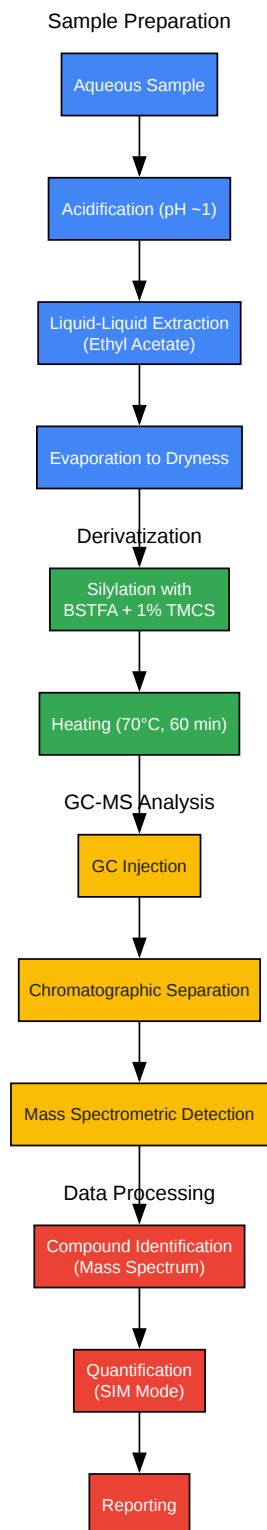 Sample Preparation
Aqueous Sample
Acidification (pH ~1)
Liquid-Liquid Extraction
(Ethyl Acetate)
Evaporation to Dryness
Derivatization
Silylation with
BSTFA + 1% TMCS
Heating (70°C, 60 min)
GC-MS Analysis
GC Injection
Chromatographic Separation
Mass Spectrometric Detection
Data Processing
Compound Identification
(Mass Spectrum)
Quantification
(SIM Mode)
Reporting